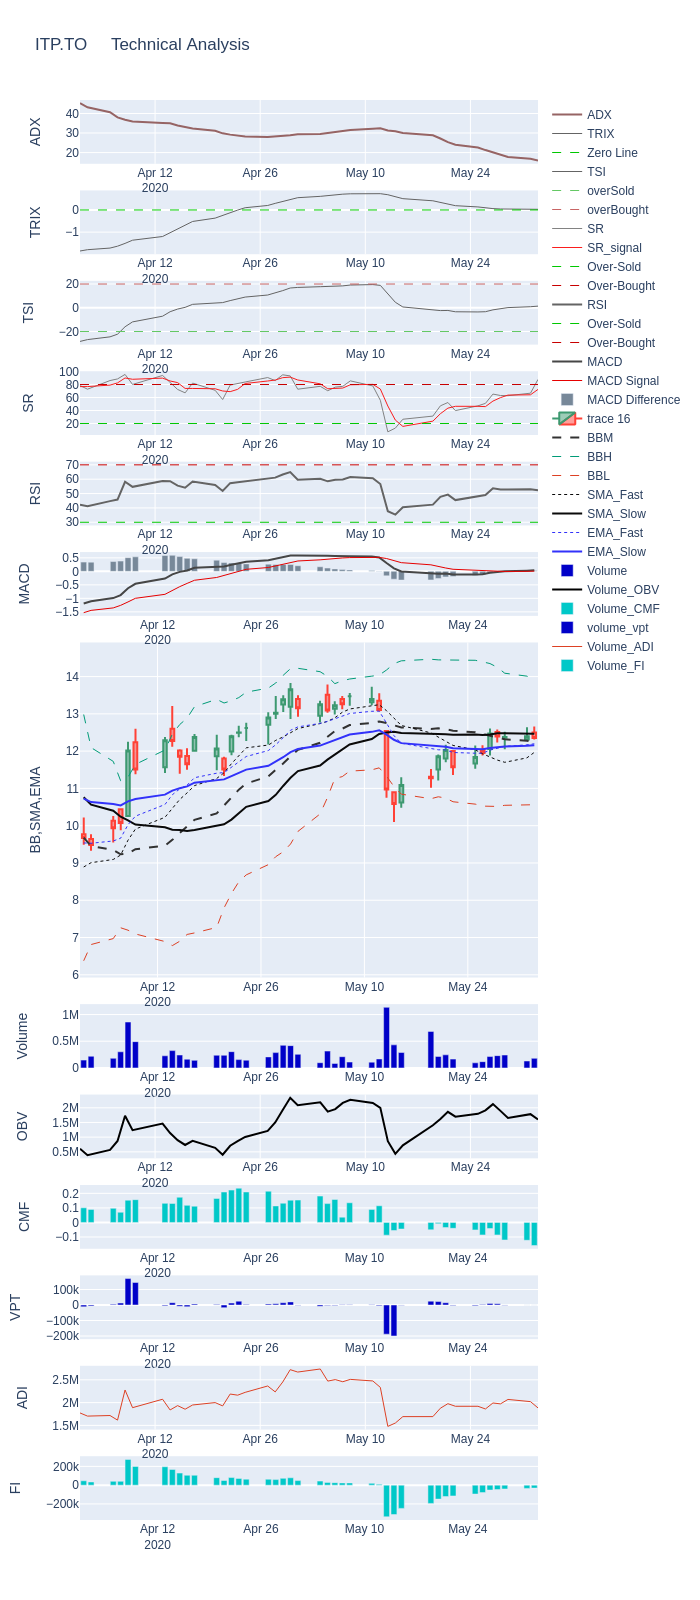 ITP.TO Technical Analysis
ADX
40
30
20
Apr 12
2020
Apr 26
May 10
May 24
TRIX
0
−1
Apr 12
2020
Apr 26
May 10
May 24
TSI
20
0
−20
Apr 12
2020
Apr 26
May 10
May 24
SR
100
80
60
40
20
Apr 12
2020
Apr 26
May 10
May 24
RSI
70
60
50
40
30
Apr 12
2020
Apr 26
May 10
May 24
MACD
0.5
0
−0.5
−1
−1.5
Apr 12
2020
Apr 26
May 10
May 24
BB,SMA,EMA
14
13
12
11
10
9
8
7
6
Apr 12
2020
Apr 26
May 10
May 24
Volume
1M
0.5M
0
Apr 12
2020
Apr 26
May 10
May 24
OBV
2M
1.5M
1M
0.5M
Apr 12
2020
Apr 26
May 10
May 24
CMF
0.2
0.1
0
−0.1
Apr 12
2020
Apr 26
May 10
May 24
VPT
100k
0
−100k
−200k
Apr 12
2020
Apr 26
May 10
May 24
ADI
2.5M
2M
1.5M
Apr 12
2020
Apr 26
May 10
May 24
FI
200k
0
−200k
Apr 12
2020
Apr 26
May 10
May 24
ADX
TRIX
Zero Line
TSI
overSold
overBought
SR
SR_signal
Over-Sold
Over-Bought
RSI
Over-Sold
Over-Bought
MACD
MACD Signal
MACD Difference
trace 16
BBM
BBH
BBL
SMA_Fast
SMA_Slow
EMA_Fast
EMA_Slow
Volume
Volume_OBV
Volume_CMF
volume_vpt
Volume_ADI
Volume_FI